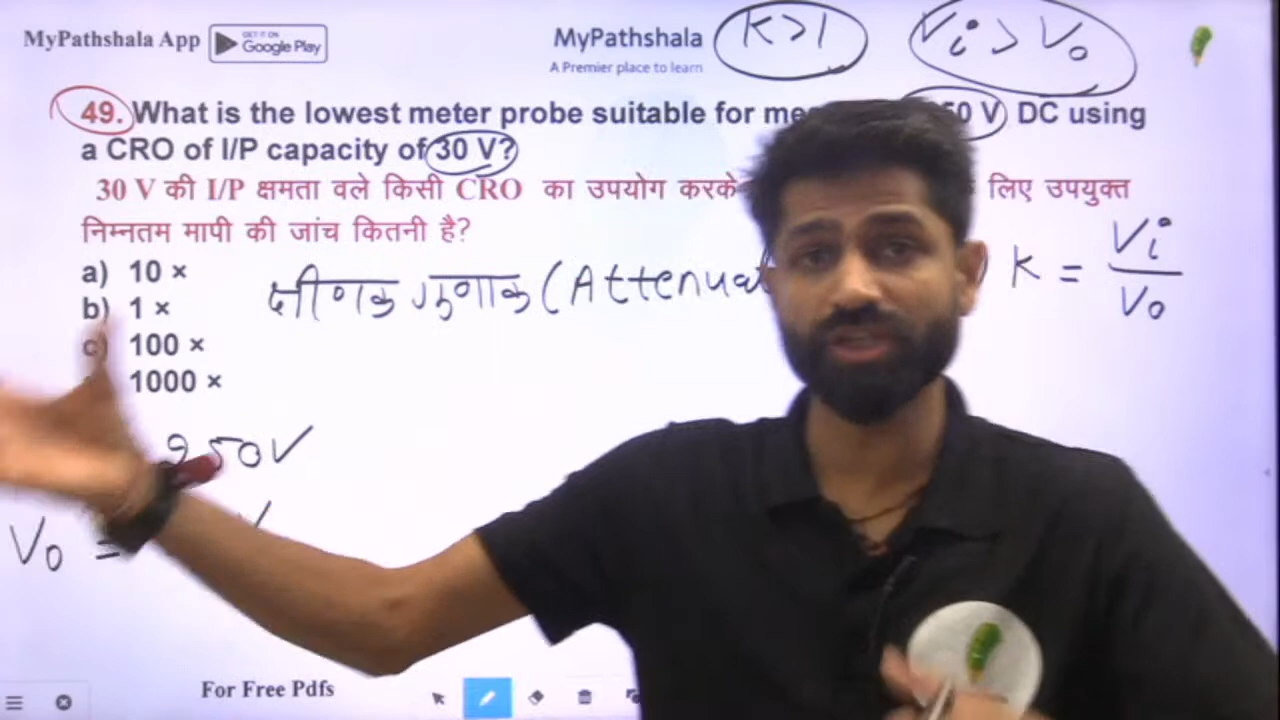 MyPathshala App
GET IT ON
Google Play
MyPathshala
A Premier place to learn
K > 1
Vi > Vo
49. What is the lowest meter probe suitable for 50 V DC using
a CRO of I/P capacity of 30 V?
30 V की I/P क्षमता वले किसी CRO का उपयोग करके लिए उपयुक्त
निम्नतम मापी की जांच कितनी है?
a) 10 ×
b) 1 ×
c) 100 ×
1000 ×
क्षीणक गुणांक (
K = Vi / Vo
250V
Vo =
For Free Pdfs